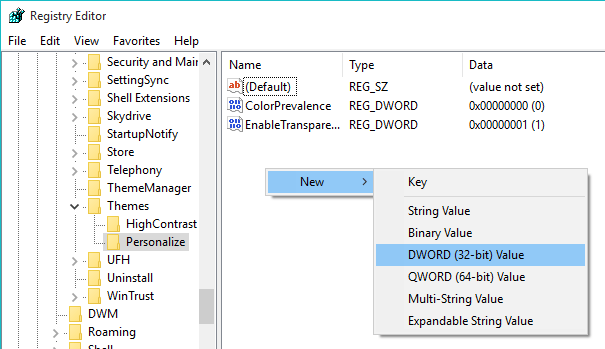 Registry Editor
File Edit View Favorites Help
Security and Mair
SettingSync
Shell Extensions
Skydrive
StartupNotify
Store
Telephony
ThemeManager
Themes
HighContrast
Personalize
UFH
Uninstall
WinTrust
DWM
Roaming
Shell
Name Type Data
ab (Default) REG_SZ (value not set)
ColorPrevalence REG_DWORD 0x00000000 (0)
EnableTranspare... REG_DWORD 0x00000001 (1)
New
Key
String Value
Binary Value
DWORD (32-bit) Value
QWORD (64-bit) Value
Multi-String Value
Expandable String Value